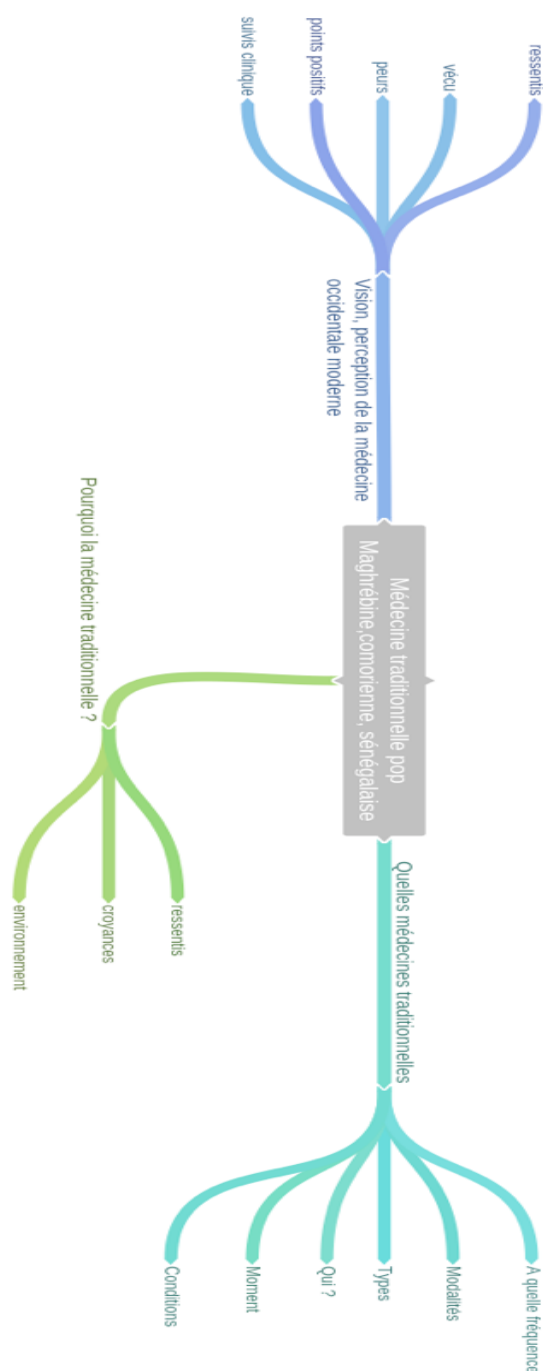 Médecine traditionnelle pop
Maghrébine,comorienne, sénégalaise
Vision, perception de la médecine
occidentale moderne
ressentis
vécu
peurs
points positifs
suivis clinique
Quelles médecines traditionnelles
A quelle fréquence
Modalités
Types
Qui ?
Moment
Conditions
Pourquoi la médecine traditionnelle ?
ressentis
croyances
environnement